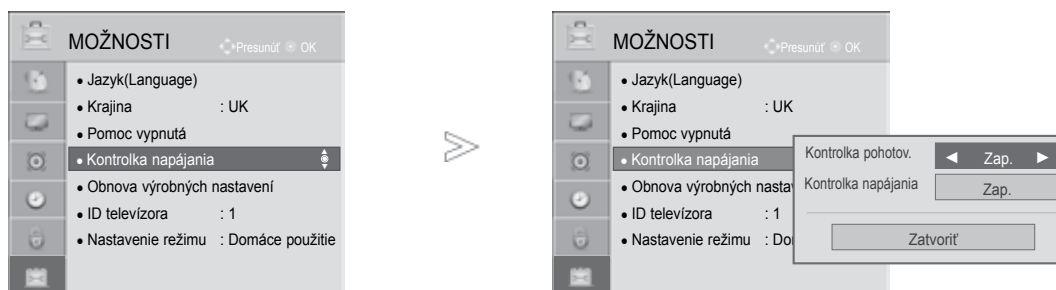 MOŽNOSTI
Presunúť OK
• Jazyk(Language)
• Krajina : UK
• Pomoc vypnutá
• Kontrolka napájania
• Obnova výrobných nastavení
• ID televízora : 1
• Nastavenie režimu : Domáce použitie
MOŽNOSTI
Presunúť OK
• Jazyk(Language)
• Krajina : UK
• Pomoc vypnutá
• Kontrolka napájania
• Obnova výrobných nasta
• ID televízora : 1
• Nastavenie režimu : Do
Kontrolka pohotov. ◀ Zap. ▶
Kontrolka napájania Zap.
Zatvoriť